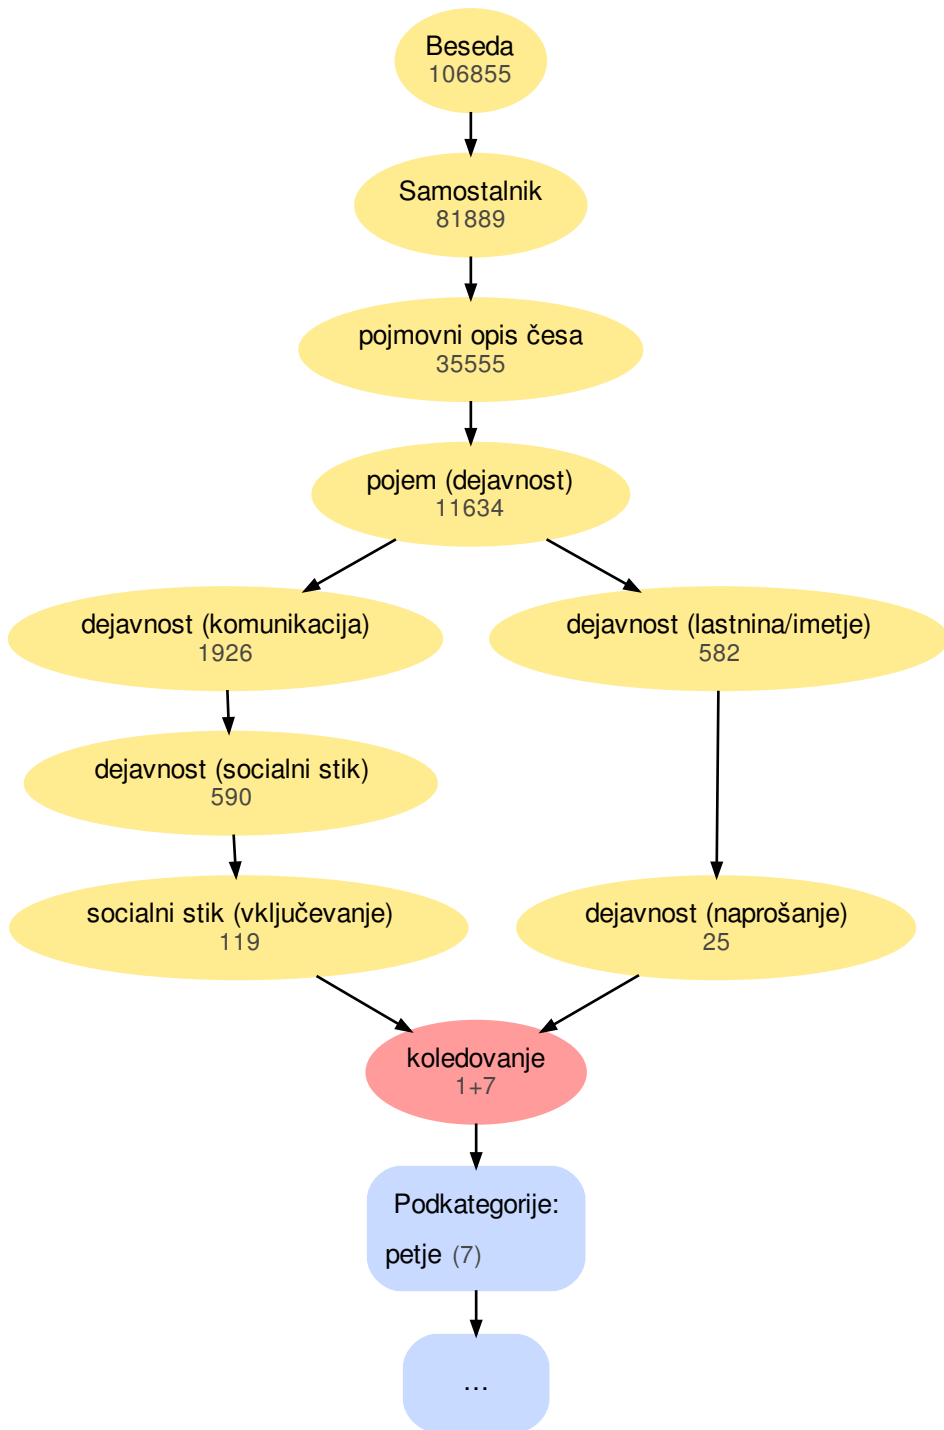 Beseda
106855
Samostalnik
81889
pojmovni opis česa
35555
pojem (dejavnost)
11634
dejavnost (komunikacija)
1926
dejavnost (lastnina/imetje)
582
dejavnost (socialni stik)
590
socialni stik (vključevanje)
119
dejavnost (naprošanje)
25
koledovanje
1+7
Podkategorije:
petje (7)
...